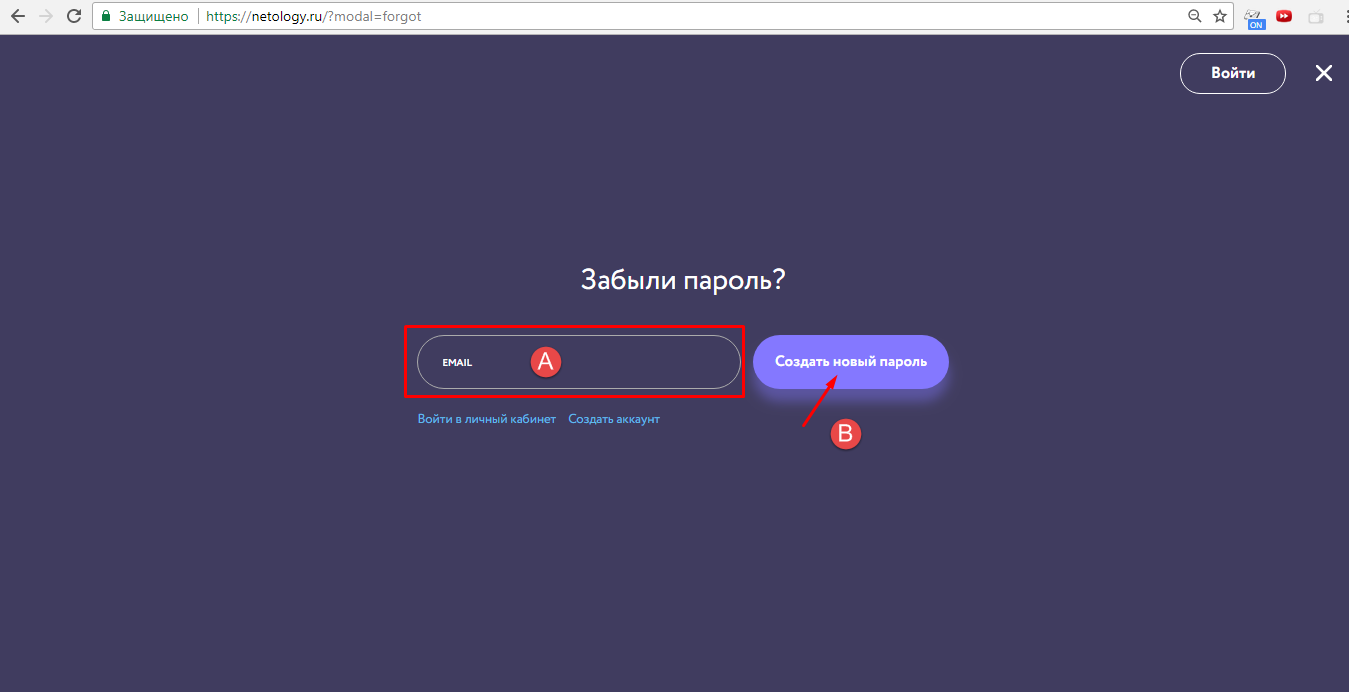 Защищено https://netology.ru/?modal=forgot
ON
Войти
Забыли пароль?
EMAIL A Создать новый пароль
Войти в личный кабинет Создать аккаунт
B